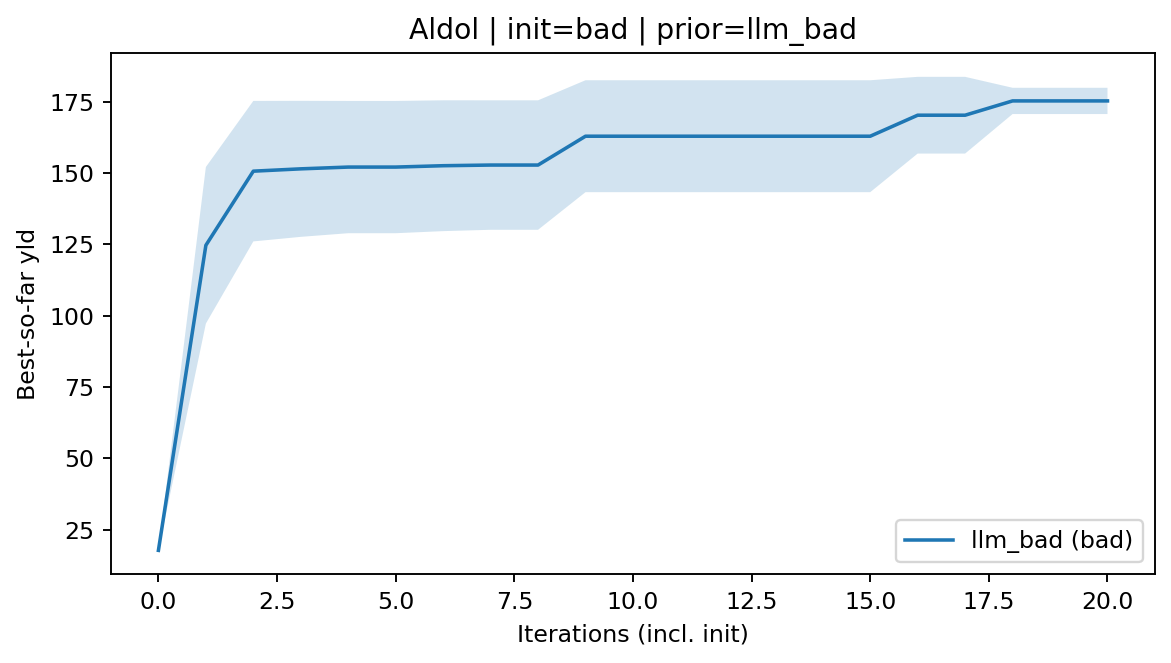 Aldol | init=bad | prior=llm_bad
Best-so-far yld
175
150
125
100
75
50
25
llm_bad (bad)
0.0 2.5 5.0 7.5 10.0 12.5 15.0 17.5 20.0
Iterations (incl. init)